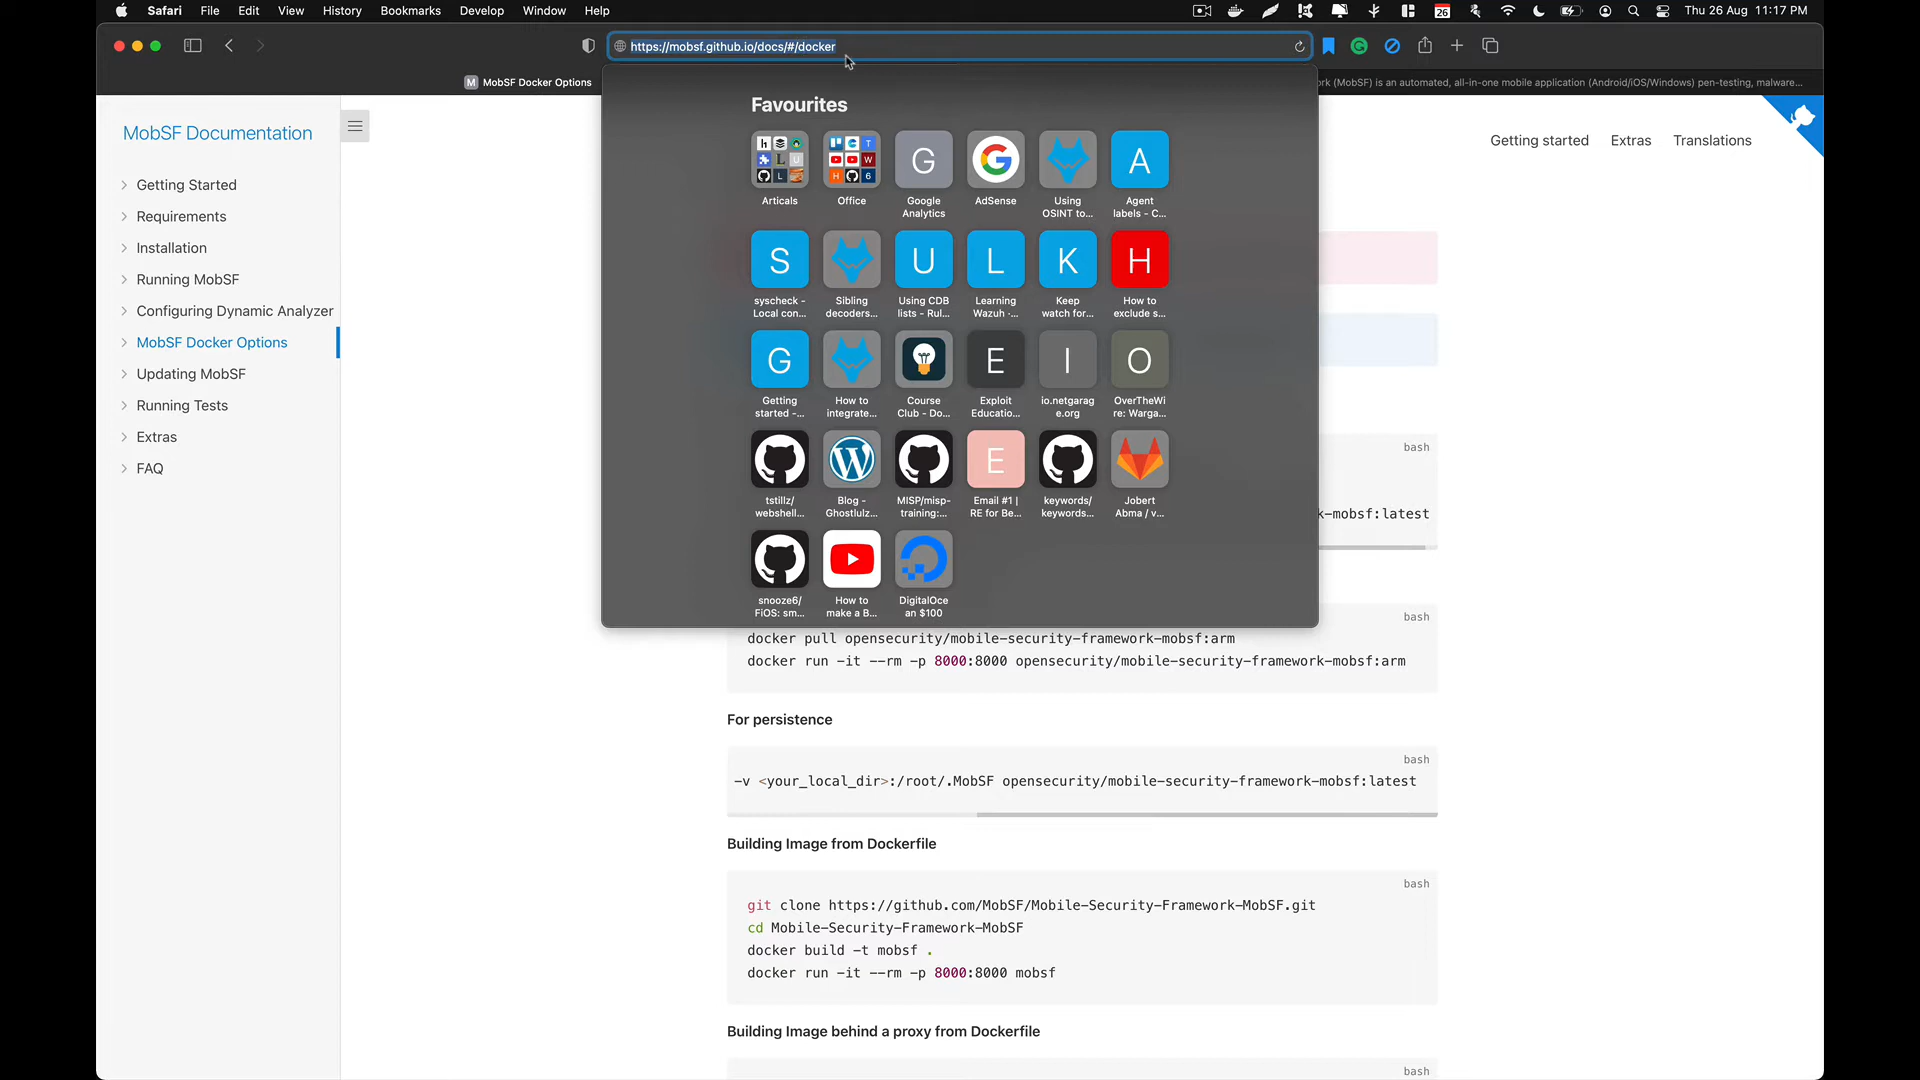 Safari File Edit View History Bookmarks Develop Window Help
26
Thu 26 Aug 11:17 PM
https://mobsf.github.io/docs/#/docker
M MobSF Docker Options
rk (MobSF) is an automated, all-in-one mobile application (Android/iOS/Windows) pen-testing, malware...
MobSF Documentation
Getting Started
Requirements
Installation
Running MobSF
Configuring Dynamic Analyzer
MobSF Docker Options
Updating MobSF
Running Tests
Extras
FAQ
Getting started Extras Translations
Favourites
G A
Articals
Office
Google
Analytics
AdSense
Using
OSINT to...
Agent
labels - C...
S U L K H
syscheck -
Local con...
Sibling
decoders...
Using CDB
lists - Rul...
Learning
Wazuh ·...
Keep
watch for...
How to
exclude s...
G E I O
Getting
started -...
How to
integrate...
Course
Club - Do...
Exploit
Educatio...
io.netgarag
e.org
OverTheWi
re: Warga...
E
tstillz/
webshell...
Blog -
Ghostlulz...
MISP/misp-
training:...
Email #1 |
RE for Be...
keywords/
keywords...
Jobert
Abma / v...
snooze6/
FiOS: sm...
How to
make a B...
DigitalOce
an $100
bash
k-mobsf:latest
bash
docker pull opensecurity/mobile-security-framework-mobsf:arm
docker run -it --rm -p 8000:8000 opensecurity/mobile-security-framework-mobsf:arm
For persistence
bash
-v <your_local_dir>:/root/.MobSF opensecurity/mobile-security-framework-mobsf:latest
Building Image from Dockerfile
bash
git clone https://github.com/MobSF/Mobile-Security-Framework-MobSF.git
cd Mobile-Security-Framework-MobSF
docker build -t mobsf .
docker run -it --rm -p 8000:8000 mobsf
Building Image behind a proxy from Dockerfile
bash